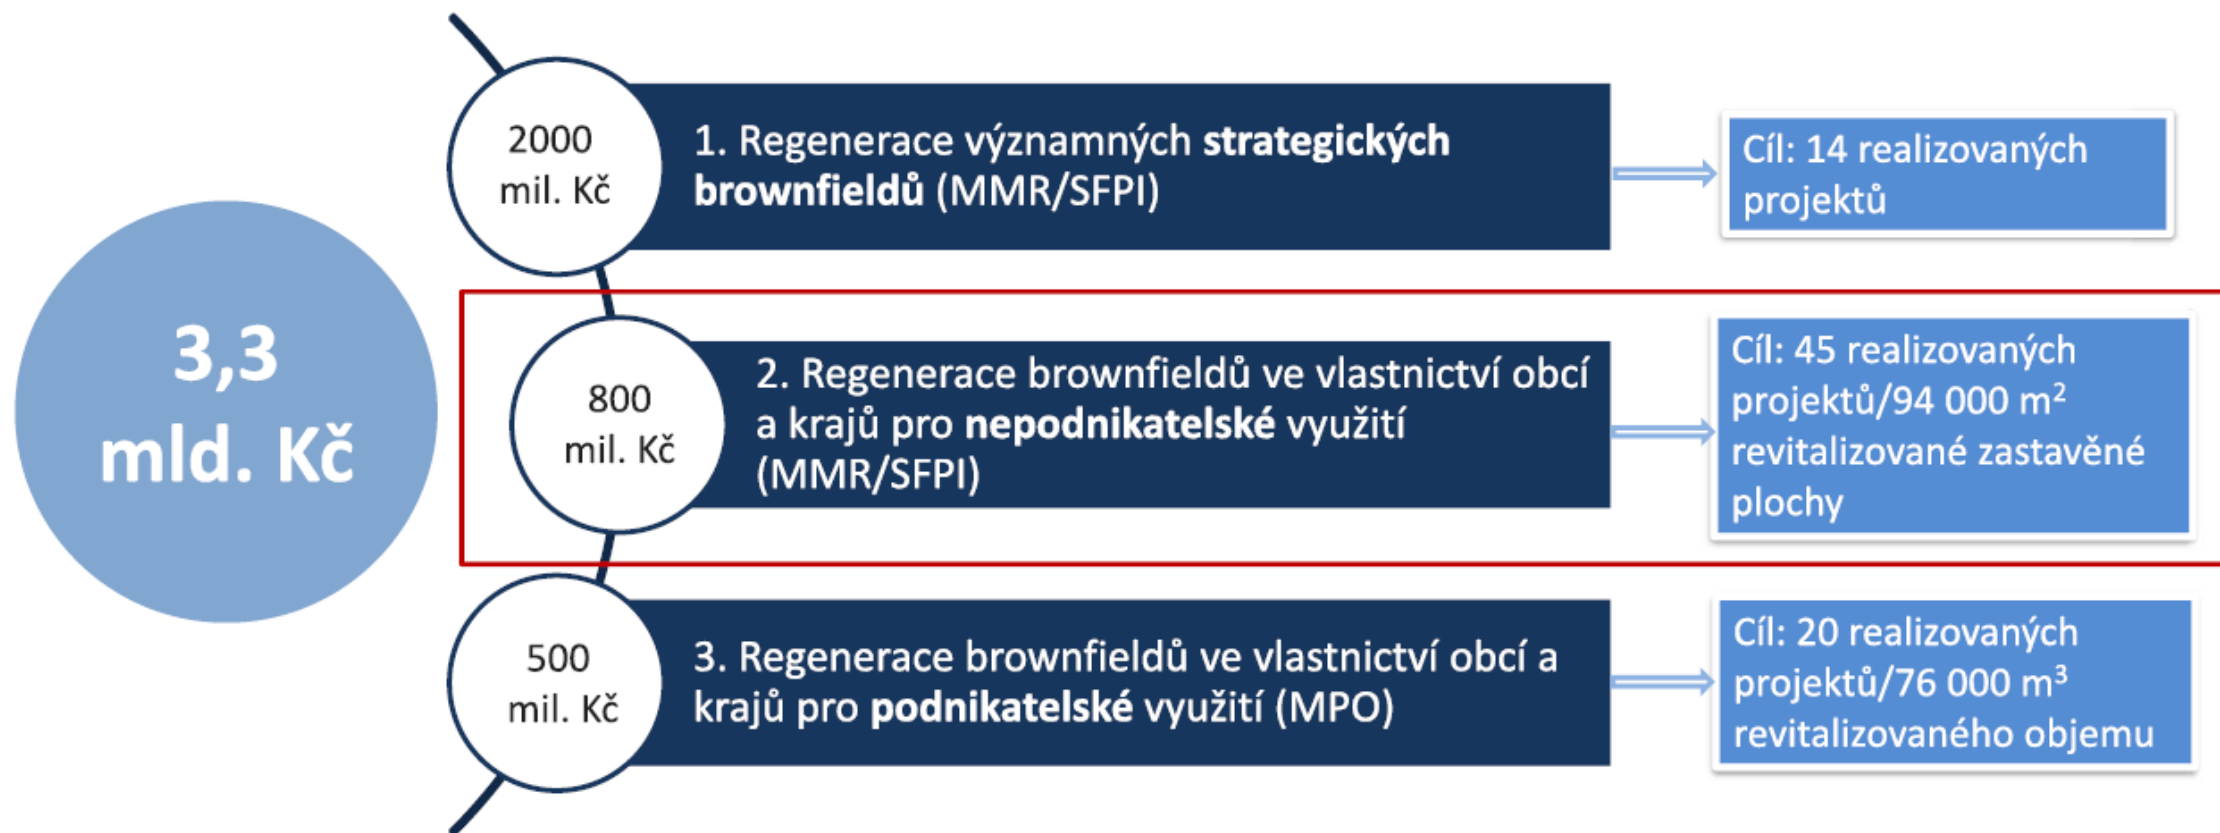 3,3
mld. Kč
2000
mil. Kč
1. Regenerace významných strategických
brownfieldů (MMR/SFPI)
Cíl: 14 realizovaných
projektů
800
mil. Kč
2. Regenerace brownfieldů ve vlastnictví obcí
a krajů pro nepodnikatelské využití
(MMR/SFPI)
Cíl: 45 realizovaných
projektů/94 000 m²
revitalizované zastavěné
plochy
500
mil. Kč
3. Regenerace brownfieldů ve vlastnictví obcí a
krajů pro podnikatelské využití (MPO)
Cíl: 20 realizovaných
projektů/76 000 m³
revitalizovaného objemu